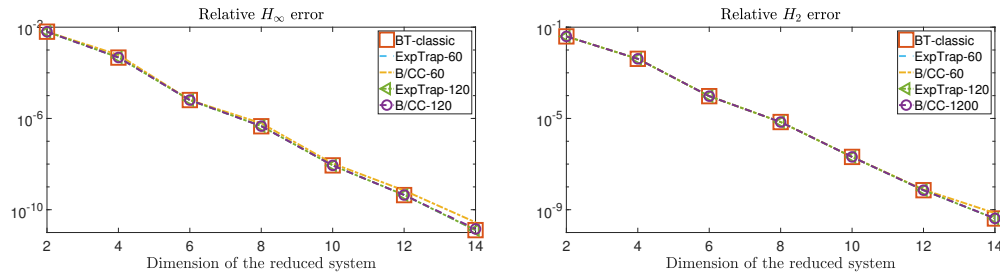 Relative H∞ error
10^-2
10^-6
10^-10
BT-classic
ExpTrap-60
B/CC-60
ExpTrap-120
B/CC-120
2 4 6 8 10 12 14
Dimension of the reduced system
Relative H2 error
10^-1
10^-5
10^-9
BT-classic
ExpTrap-60
B/CC-60
ExpTrap-120
B/CC-1200
2 4 6 8 10 12 14
Dimension of the reduced system